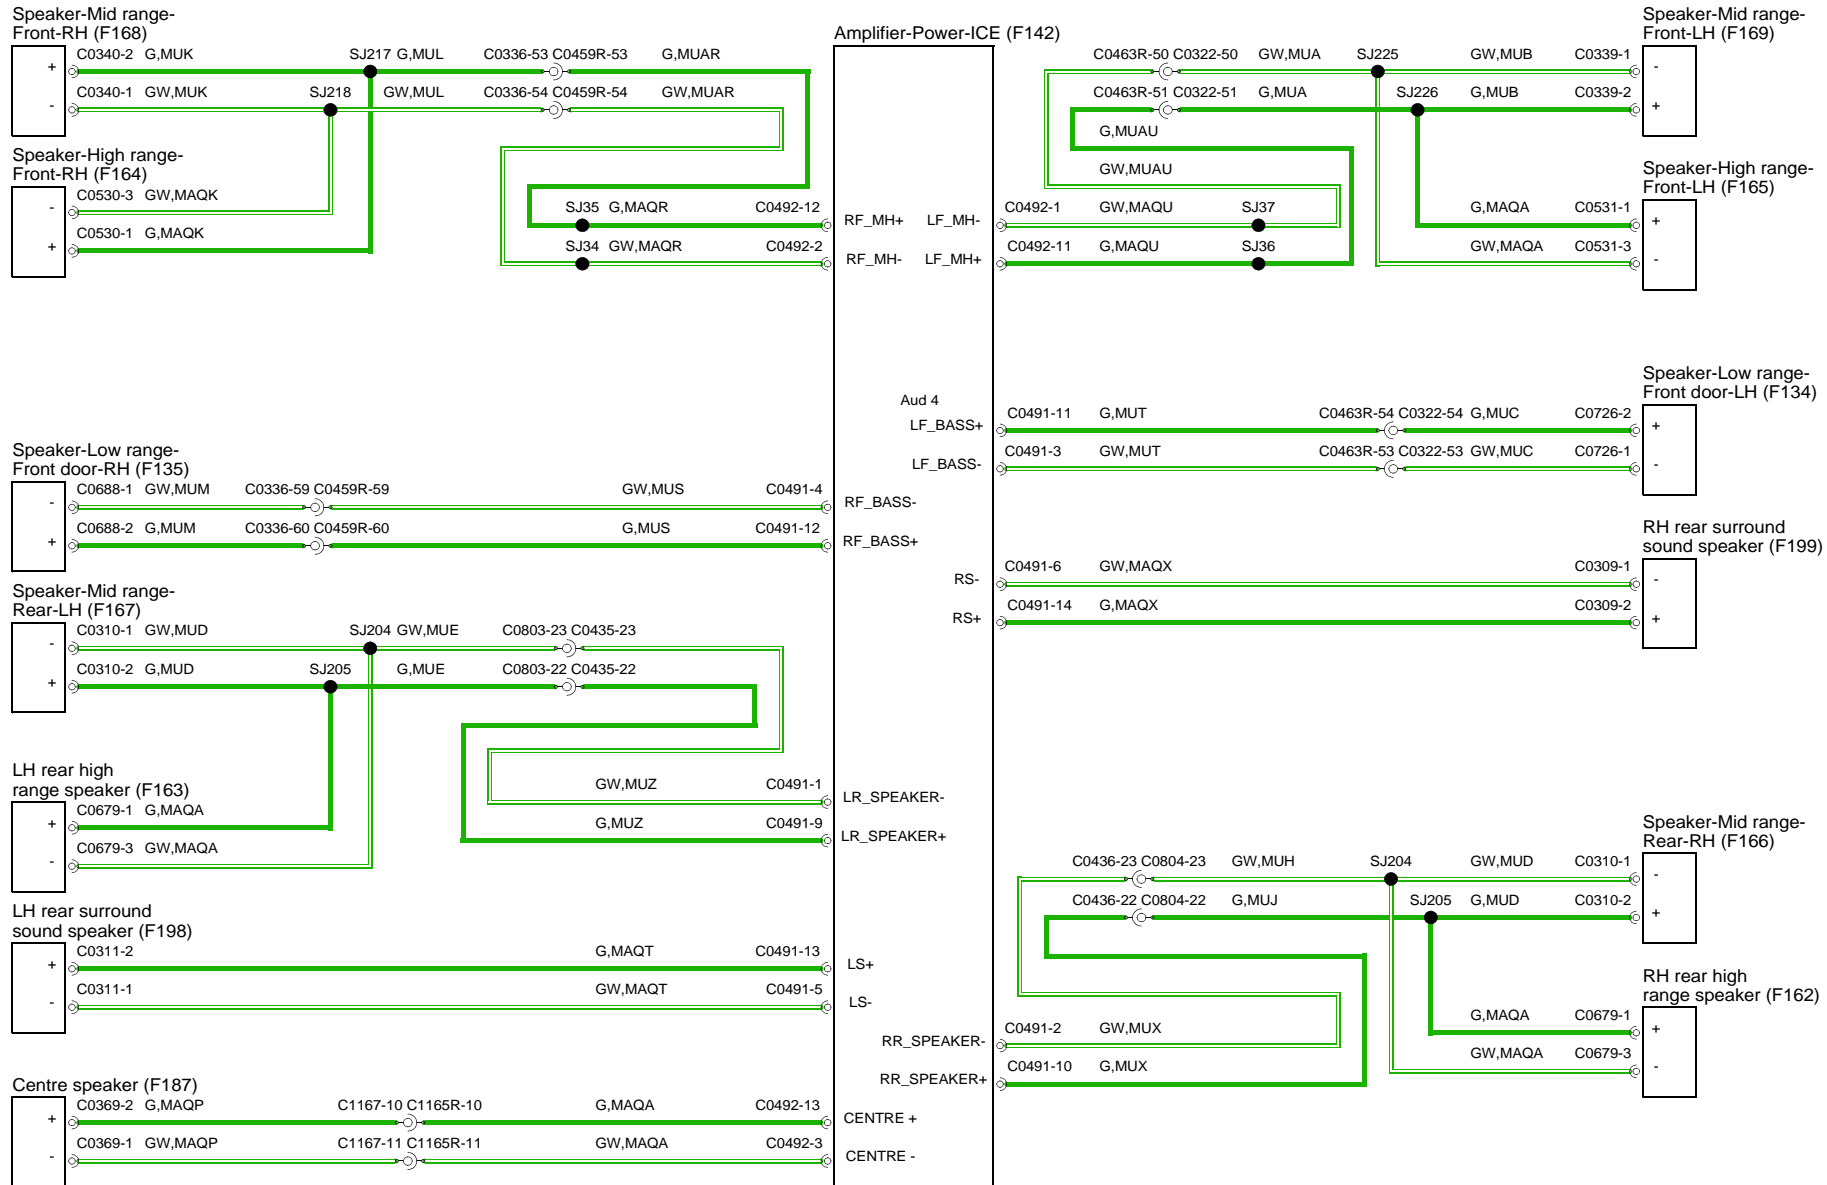 Speaker-Mid range-
Front-RH (F168)
C0340-2 G,MUK SJ217 G,MUL C0336-53 C0459R-53 G,MUAR
+
C0340-1 GW,MUK SJ218 GW,MUL C0336-54 C0459R-54 GW,MUAR
-
Speaker-High range-
Front-RH (F164)
C0530-3 GW,MAQK
-
C0530-1 G,MAQK
+
SJ35 G,MAQR C0492-12
SJ34 GW,MAQR C0492-2
Speaker-Low range-
Front door-RH (F135)
C0688-1 GW,MUM C0336-59 C0459R-59 GW,MUS C0491-4
-
C0688-2 G,MUM C0336-60 C0459R-60 G,MUS C0491-12
+
Speaker-Mid range-
Rear-LH (F167)
C0310-1 GW,MUD SJ204 GW,MUE C0803-23 C0435-23
-
C0310-2 G,MUD SJ205 G,MUE C0803-22 C0435-22
+
GW,MUZ C0491-1
G,MUZ C0491-9
LH rear high
range speaker (F163)
C0679-1 G,MAQA
+
C0679-3 GW,MAQA
-
LH rear surround
sound speaker (F198)
C0311-2 G,MAQT C0491-13
+
C0311-1 GW,MAQT C0491-5
-
Centre speaker (F187)
C0369-2 G,MAQP C1167-10 C1165R-10 G,MAQA C0492-13
+
C0369-1 GW,MAQP C1167-11 C1165R-11 GW,MAQA C0492-3
-
Amplifier-Power-ICE (F142)
RF_MH+ LF_MH-
RF_MH- LF_MH+
Aud 4
LF_BASS+
LF_BASS-
RF_BASS-
RF_BASS+
RS-
RS+
LR_SPEAKER-
LR_SPEAKER+
LS+
LS-
RR_SPEAKER-
RR_SPEAKER+
CENTRE +
CENTRE -
Speaker-Mid range-
Front-LH (F169)
C0463R-50 C0322-50 GW,MUA SJ225 GW,MUB C0339-1
-
C0463R-51 C0322-51 G,MUA SJ226 G,MUB C0339-2
+
G,MUAU
GW,MUAU
Speaker-High range-
Front-LH (F165)
C0492-1 GW,MAQU SJ37 G,MAQA C0531-1
+
C0492-11 G,MAQU SJ36 GW,MAQA C0531-3
-
Speaker-Low range-
Front door-LH (F134)
C0491-11 G,MUT C0463R-54 C0322-54 G,MUC C0726-2
+
C0491-3 GW,MUT C0463R-53 C0322-53 GW,MUC C0726-1
-
RH rear surround
sound speaker (F199)
C0491-6 GW,MAQX C0309-1
-
C0491-14 G,MAQX C0309-2
+
Speaker-Mid range-
Rear-RH (F166)
C0436-23 C0804-23 GW,MUH SJ204 GW,MUD C0310-1
-
C0436-22 C0804-22 G,MUJ SJ205 G,MUD C0310-2
+
RH rear high
range speaker (F162)
G,MAQA C0679-1
+
C0491-2 GW,MUX
GW,MAQA C0679-3
-
C0491-10 G,MUX